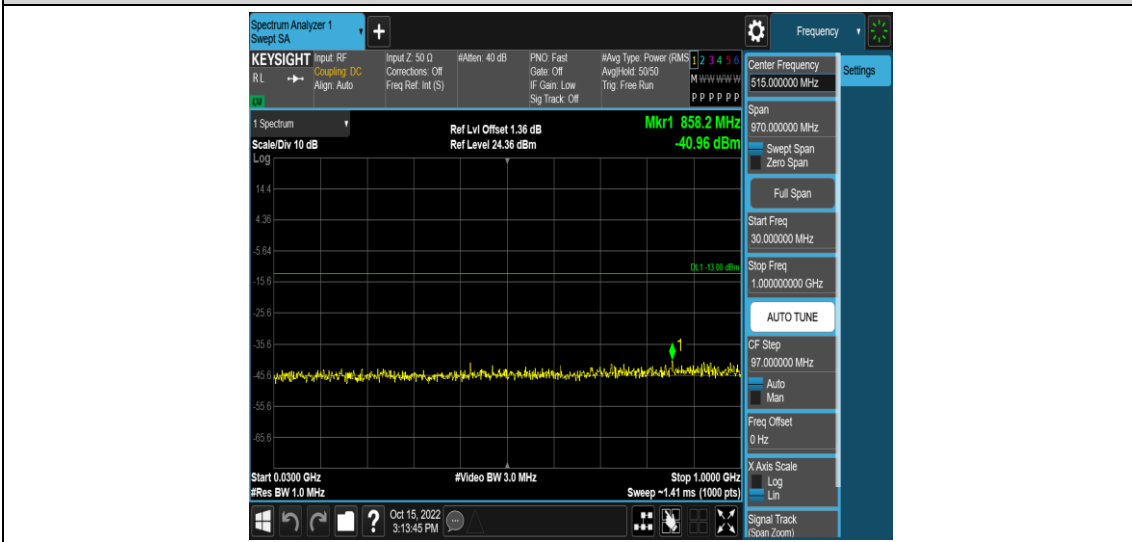 Spectrum Analyzer 1
Swept SA
+
Frequency
KEYSIGHT
RL
LXI
Input: RF
Coupling: DC
Align: Auto
Input Z: 50 Ω
Corrections: Off
Freq Ref: Int (S)
#Atten: 40 dB
PNO: Fast
Gate: Off
IF Gain: Low
Sig Track: Off
#Avg Type: Power (RMS
Avg|Hold: 50/50
Trig: Free Run
1 2 3 4 5 6
M W W W W W
P P P P P P
1 Spectrum
Scale/Div 10 dB
Ref Lvl Offset 1.36 dB
Ref Level 24.36 dBm
Mkr1 858.2 MHz
-40.96 dBm
Log
14.4
4.36
-5.64
DL1 -13.00 dBm
-15.6
-25.6
-35.6
1
-45.6
-55.6
-65.6
Start 0.0300 GHz
#Res BW 1.0 MHz
#Video BW 3.0 MHz
Stop 1.0000 GHz
Sweep ~1.41 ms (1000 pts)
?
Oct 15, 2022
3:13:45 PM
Center Frequency
515.000000 MHz
Settings
Span
970.000000 MHz
Swept Span
Zero Span
Full Span
Start Freq
30.000000 MHz
Stop Freq
1.000000000 GHz
AUTO TUNE
CF Step
97.000000 MHz
Auto
Man
Freq Offset
0 Hz
X Axis Scale
Log
Lin
Signal Track
(Span Zoom)